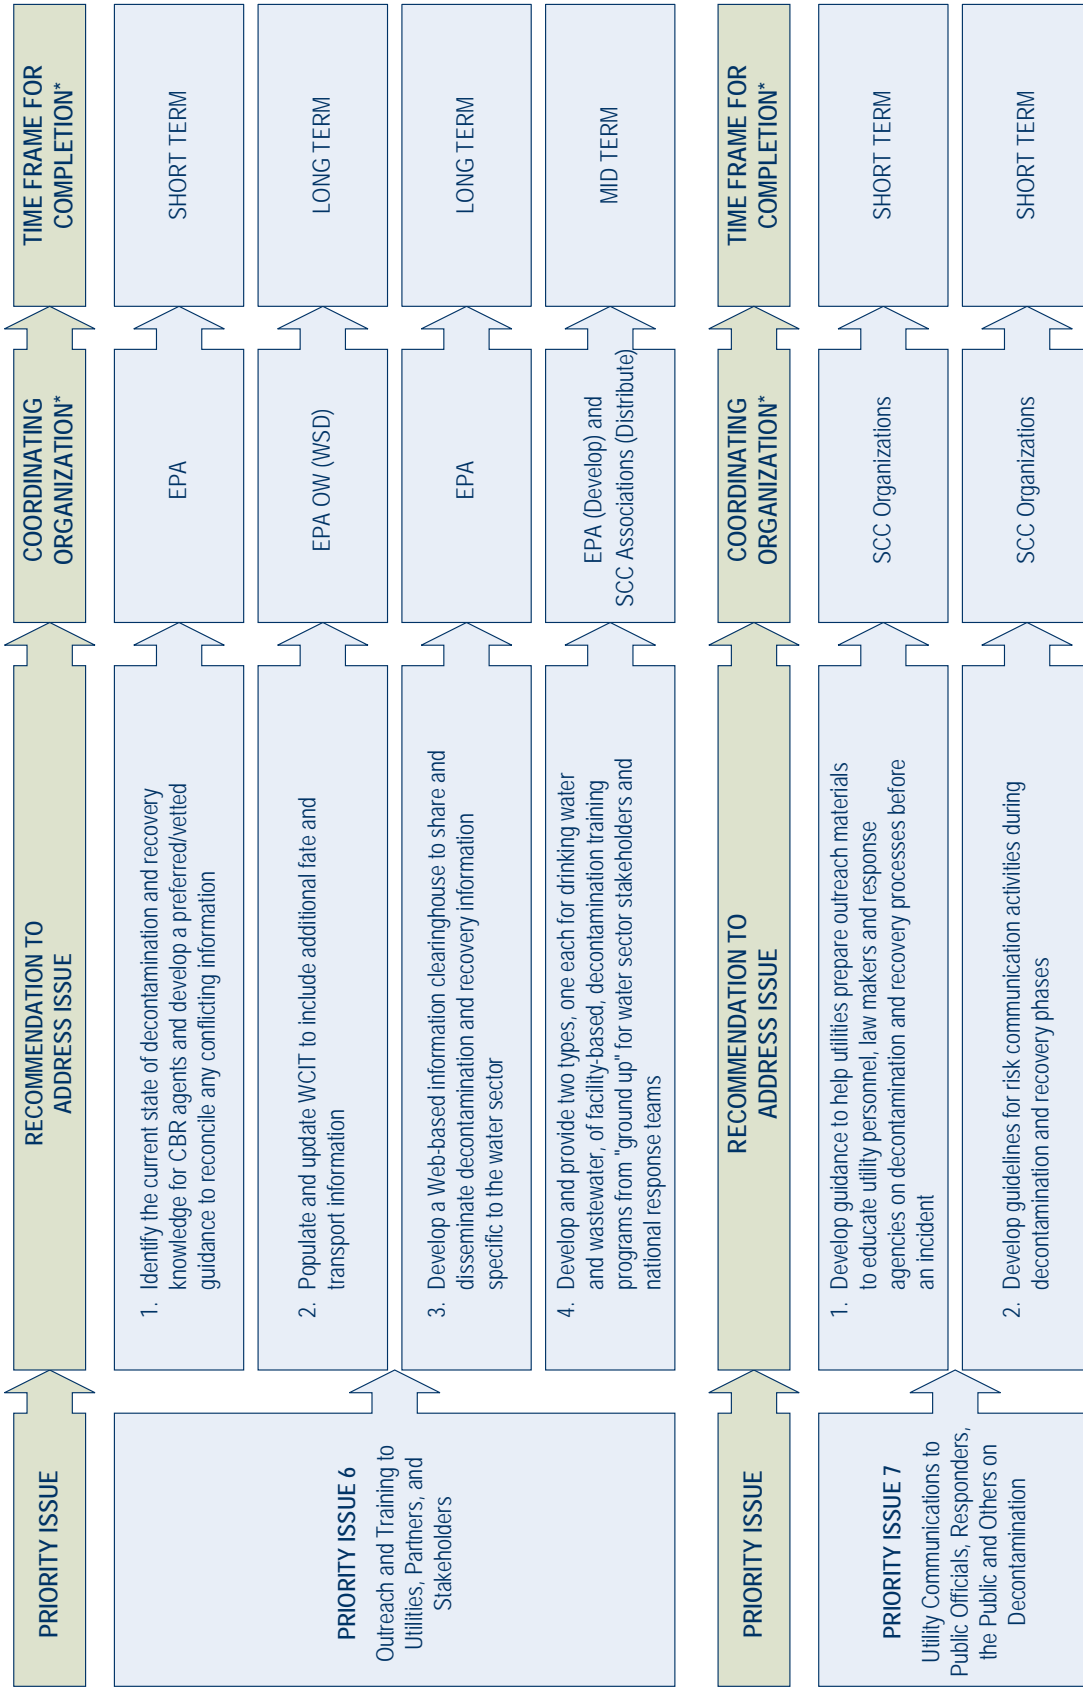 PRIORITY ISSUE
RECOMMENDATION TO
ADDRESS ISSUE
COORDINATING
ORGANIZATION*
TIME FRAME FOR
COMPLETION*
PRIORITY ISSUE 6
Outreach and Training to
Utilities, Partners, and
Stakeholders
1. Identify the current state of decontamination and recovery
knowledge for CBR agents and develop a preferred/vetted
guidance to reconcile any conflicting information
EPA
SHORT TERM
2. Populate and update WCIT to include additional fate and
transport information
EPA OW (WSD)
LONG TERM
3. Develop a Web-based information clearinghouse to share and
disseminate decontamination and recovery information
specific to the water sector
EPA
LONG TERM
4. Develop and provide two types, one each for drinking water
and wastewater, of facility-based, decontamination training
programs from "ground up" for water sector stakeholders and
national response teams
EPA (Develop) and
SCC Associations (Distribute)
MID TERM
PRIORITY ISSUE
RECOMMENDATION TO
ADDRESS ISSUE
COORDINATING
ORGANIZATION*
TIME FRAME FOR
COMPLETION*
PRIORITY ISSUE 7
Utility Communications to
Public Officials, Responders,
the Public and Others on
Decontamination
1. Develop guidance to help utilities prepare outreach materials
to educate utility personnel, law makers and response
agencies on decontamination and recovery processes before
an incident
SCC Organizations
SHORT TERM
2. Develop guidelines for risk communication activities during
decontamination and recovery phases
SCC Organizations
SHORT TERM